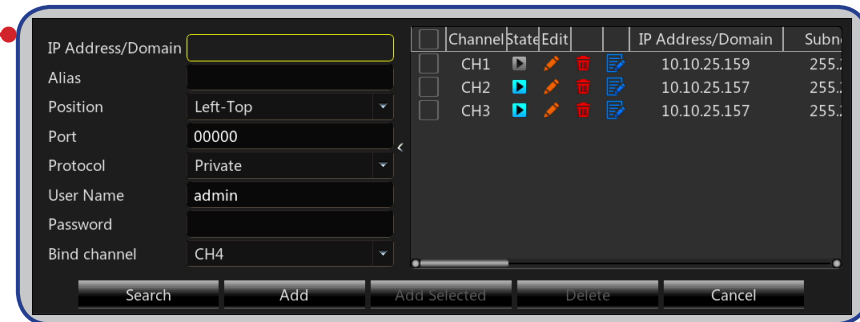 IP Address/Domain
Alias
Position Left-Top
Port 00000
Protocol Private
User Name admin
Password
Bind channel CH4
Channel State Edit IP Address/Domain Subn
CH1 10.10.25.159 255.2
CH2 10.10.25.157 255.2
CH3 10.10.25.157 255.2
Search Add Add Selected Delete Cancel